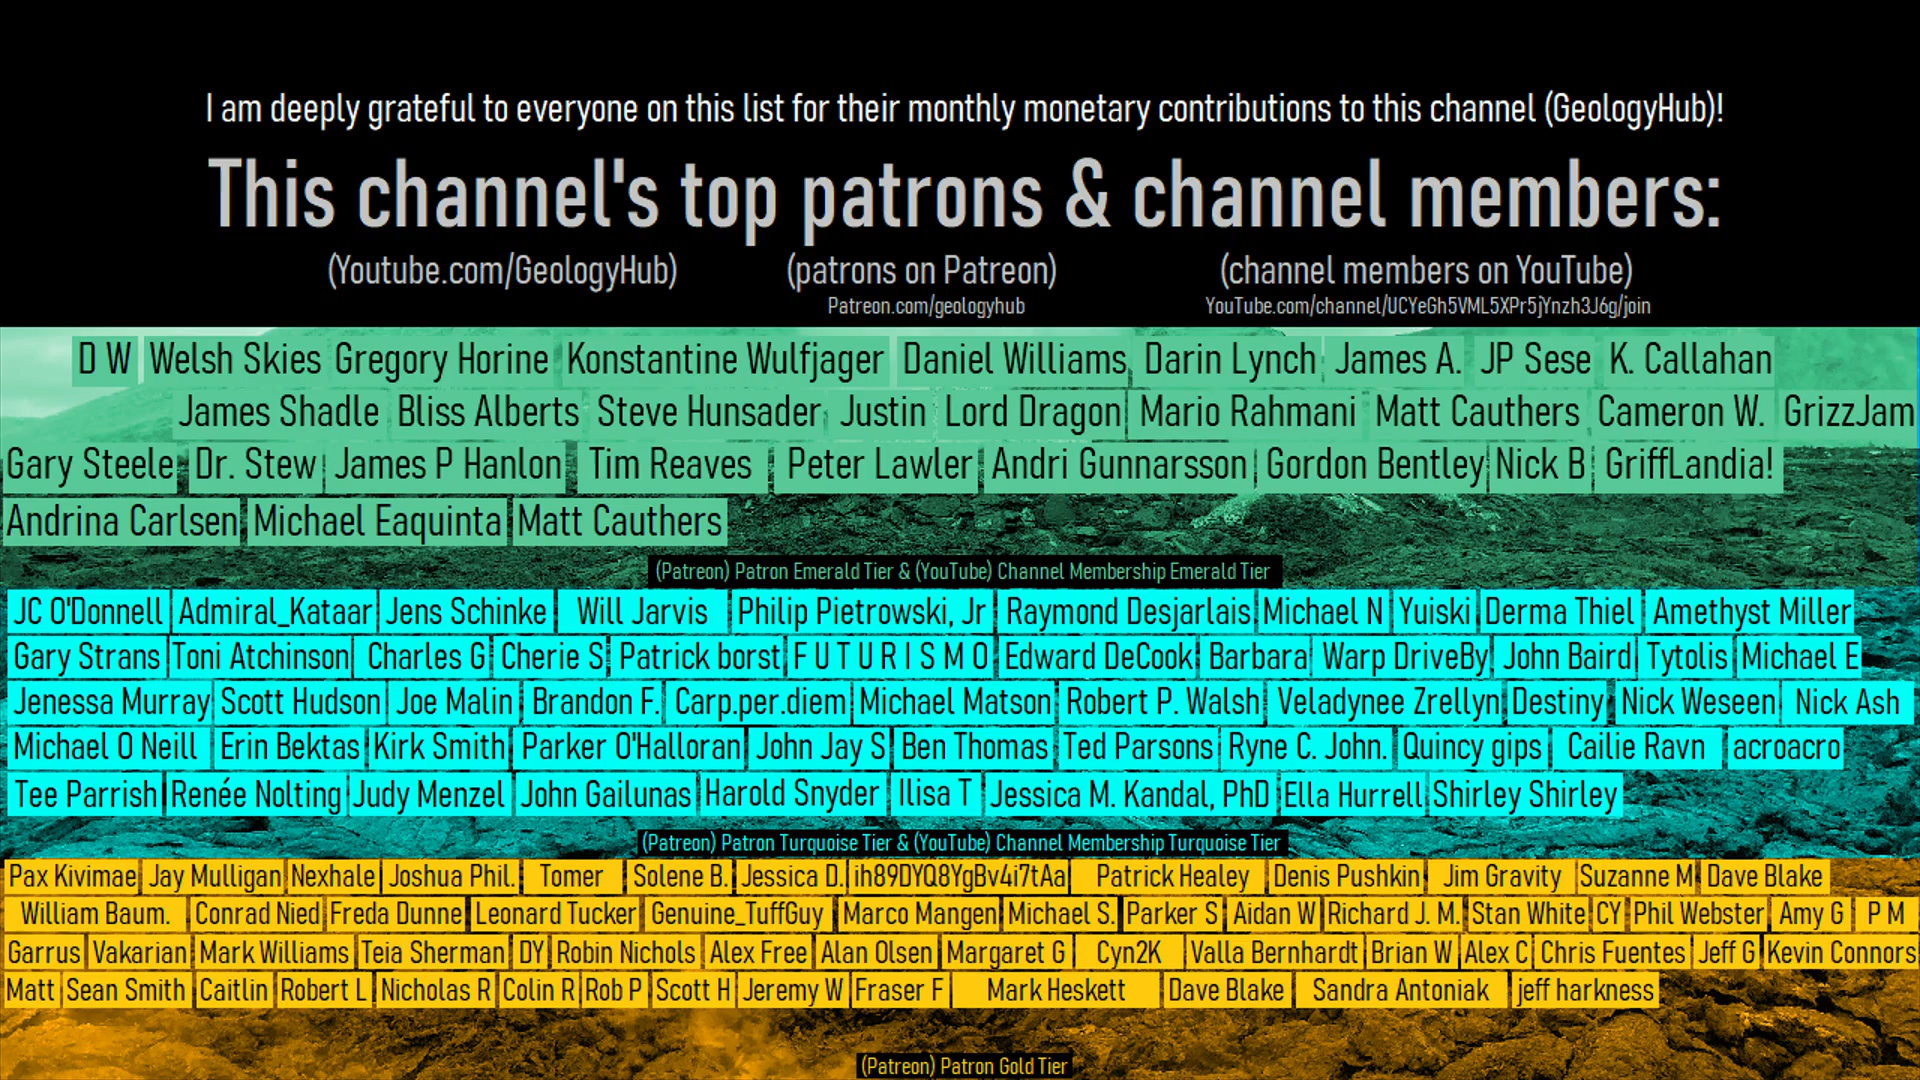 I am deeply grateful to everyone on this list for their monthly monetary contributions to this channel (GeologyHub)!
This channel's top patrons & channel members:
(Youtube.com/GeologyHub) (patrons on Patreon) (channel members on YouTube)
Patreon.com/geologyhub YouTube.com/channel/UCYeGh5VML5XPr5jYnzh3J6g/join
D W Welsh Skies Gregory Horine Konstantine Wulfjager Daniel Williams Darin Lynch James A. JP Sese K. Callahan
James Shadle Bliss Alberts Steve Hunsader Justin Lord Dragon Mario Rahmani Matt Cauthers Cameron W. GrizzJam
Gary Steele Dr. Stew James P Hanlon Tim Reaves Peter Lawler Andri Gunnarsson Gordon Bentley Nick B GriffLandia!
Andrina Carlsen Michael Eaquinta Matt Cauthers
(Patreon) Patron Emerald Tier & (YouTube) Channel Membership Emerald Tier
JC O'Donnell Admiral_Kataar Jens Schinke Will Jarvis Philip Pietrowski, Jr Raymond Desjarlais Michael N Yuiski Derma Thiel Amethyst Miller
Gary Strans Toni Atchinson Charles G Cherie S Patrick borst F U T U R I S M O Edward DeCook Barbara Warp DriveBy John Baird Tytolis Michael E
Jenessa Murray Scott Hudson Joe Malin Brandon F. Carp.per.diem Michael Matson Robert P. Walsh Veladynee Zrellyn Destiny Nick Weseen Nick Ash
Michael O Neill Erin Bektas Kirk Smith Parker O'Halloran John Jay S Ben Thomas Ted Parsons Ryne C. John. Quincy gips Cailie Ravn acroacro
Tee Parrish Renée Nolting Judy Menzel John Gailunas Harold Snyder Ilisa T Jessica M. Kandal, PhD Ella Hurrell Shirley Shirley
(Patreon) Patron Turquoise Tier & (YouTube) Channel Membership Turquoise Tier
Pax Kivimae Jay Mulligan Nexhale Joshua Phil. Tomer Solene B. Jessica D. ih89DYQ8YgBv4i7tAa Patrick Healey Denis Pushkin Jim Gravity Suzanne M Dave Blake
William Baum. Conrad Nied Freda Dunne Leonard Tucker Genuine_TuffGuy Marco Mangen Michael S. Parker S Aidan W Richard J. M. Stan White CY Phil Webster Amy G P M
Garrus Vakarian Mark Williams Teia Sherman DY Robin Nichols Alex Free Alan Olsen Margaret G Cyn2K Valla Bernhardt Brian W Alex C Chris Fuentes Jeff G Kevin Connors
Matt Sean Smith Caitlin Robert L Nicholas R Colin R Rob P Scott H Jeremy W Fraser F Mark Heskett Dave Blake Sandra Antoniak jeff harkness
(Patreon) Patron Gold Tier